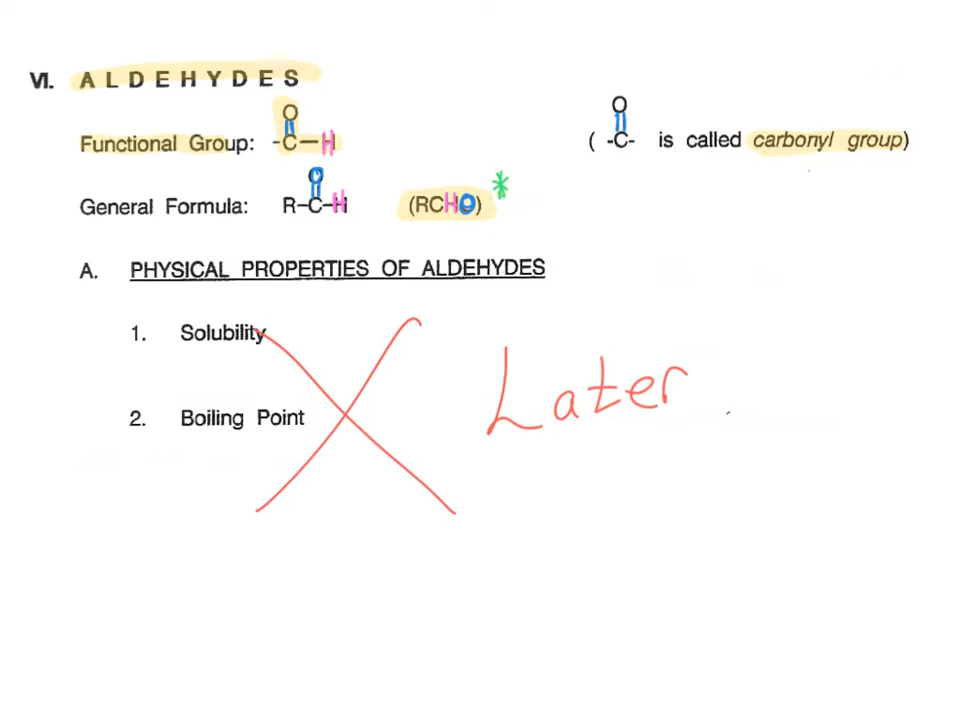 VI. ALDEHYDES
O
Functional Group: -C-H
O
( -C- is called carbonyl group)
O
General Formula: R-C-H (RCHO) *
A. PHYSICAL PROPERTIES OF ALDEHYDES
1. Solubility
Later
2. Boiling Point